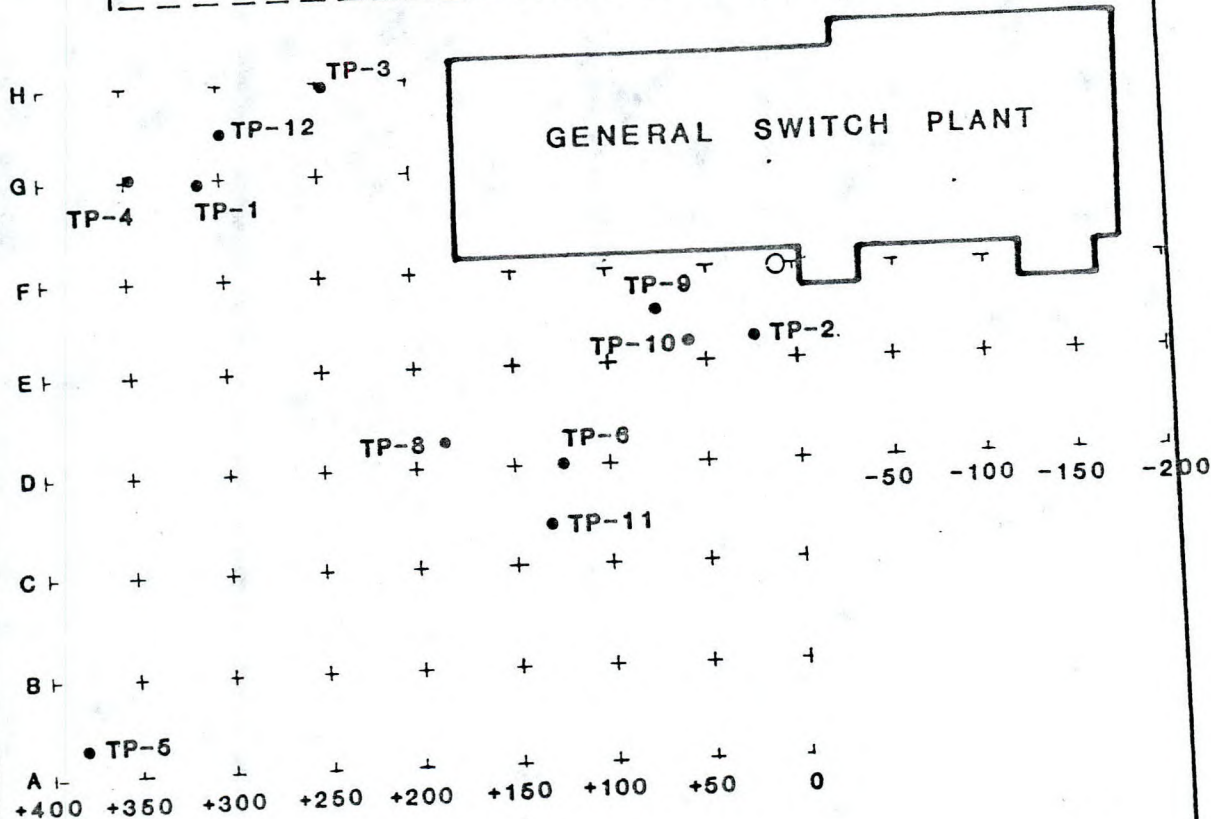 H
TP-3
TP-12
GENERAL SWITCH PLANT
G
TP-4
TP-1
F
TP-9
TP-10
TP-2.
E
TP-8
TP-6
D
-50 -100 -150 -200
TP-11
C
B
TP-5
A
+400 +350 +300 +250 +200 +150 +100 +50 0